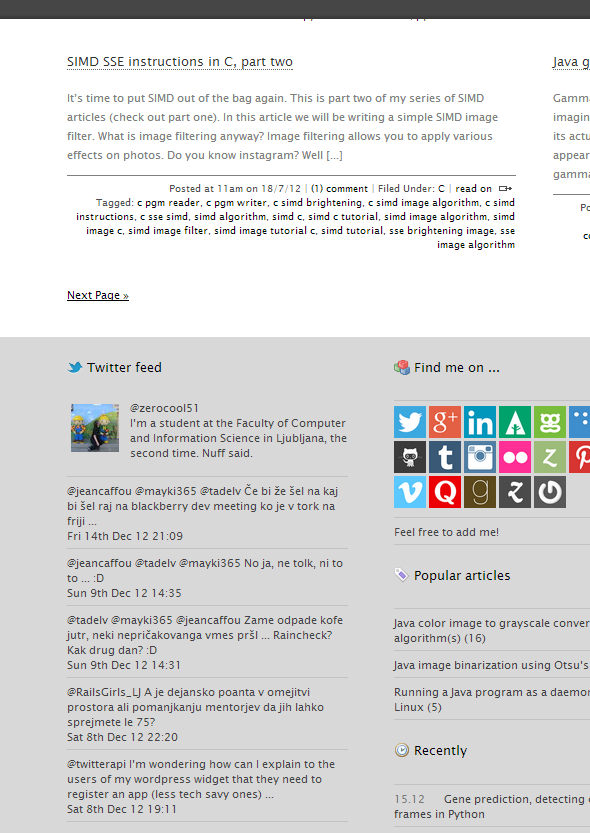 SIMD SSE instructions in C, part two
It's time to put SIMD out of the bag again. This is part two of my series of SIMD
articles (check out part one). In this article we will be writing a simple SIMD image
filter. What is image filtering anyway? Image filtering allows you to apply various
effects on photos. Do you know instagram? Well [...]
Posted at 11am on 18/7/12 | (1) comment | Filed Under: C | read on
Tagged: c pgm reader, c pgm writer, c simd brightening, c simd image algorithm, c simd
instructions, c sse simd, simd algorithm, simd c, simd c tutorial, simd image algorithm, simd
image c, simd image filter, simd image tutorial c, simd tutorial, sse brightening image, sse
image algorithm
Java g
Gamma
imagin
its actu
appear
gamma
Po
co
Next Page »
Twitter feed
@zerocool51
I'm a student at the Faculty of Computer
and Information Science in Ljubljana, the
second time. Nuff said.
@jeancaffou @mayki365 @tadelv Če bi že šel na kaj
bi šel raj na blackberry dev meeting ko je v tork na
friji ...
Fri 14th Dec 12 21:09
@jeancaffou @tadelv @mayki365 No ja, ne tolk, ni to
to ... :D
Sun 9th Dec 12 14:35
@tadelv @mayki365 @jeancaffou Zame odpade kofe
jutr, neki nepričakovanga vmes pršl ... Raincheck?
Kak drug dan? :D
Sun 9th Dec 12 14:31
@RailsGirls_LJ A je dejansko poanta v omejitvi
prostora ali pomanjkanju mentorjev da jih lahko
sprejmete le 75?
Sat 8th Dec 12 22:20
@twitterapi I'm wondering how can I explain to the
users of my wordpress widget that they need to
register an app (less tech savy ones) ...
Sat 8th Dec 12 19:11
Find me on ...
Feel free to add me!
Popular articles
Java color image to grayscale conver
algorithm(s) (16)
Java image binarization using Otsu's
Running a Java program as a daemo
Linux (5)
Recently
15.12 Gene prediction, detecting
frames in Python